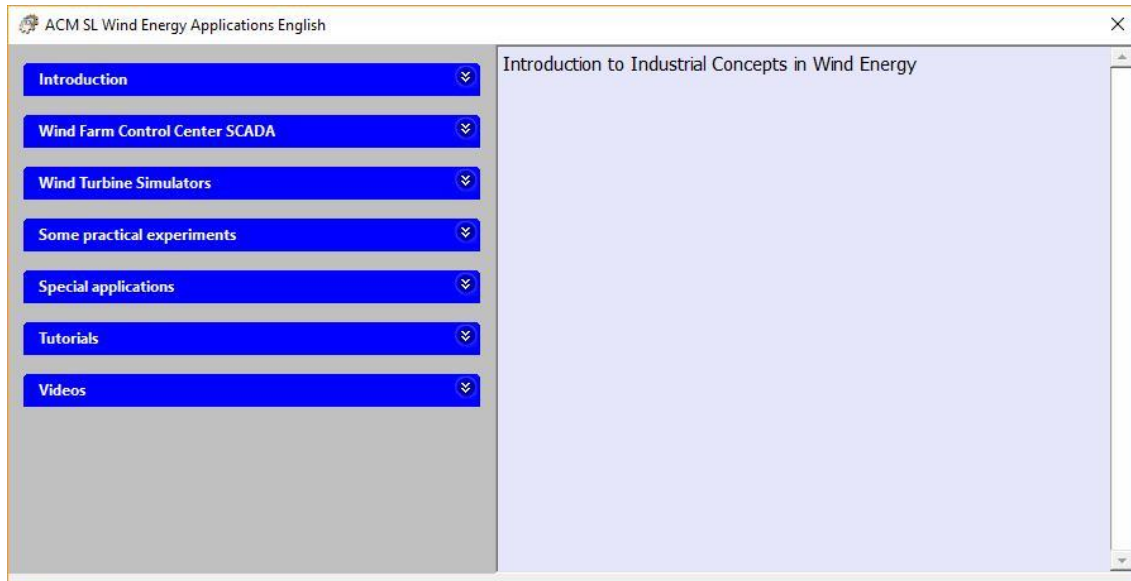 ACM SL Wind Energy Applications English
Introduction
Wind Farm Control Center SCADA
Wind Turbine Simulators
Some practical experiments
Special applications
Tutorials
Videos
Introduction to Industrial Concepts in Wind Energy